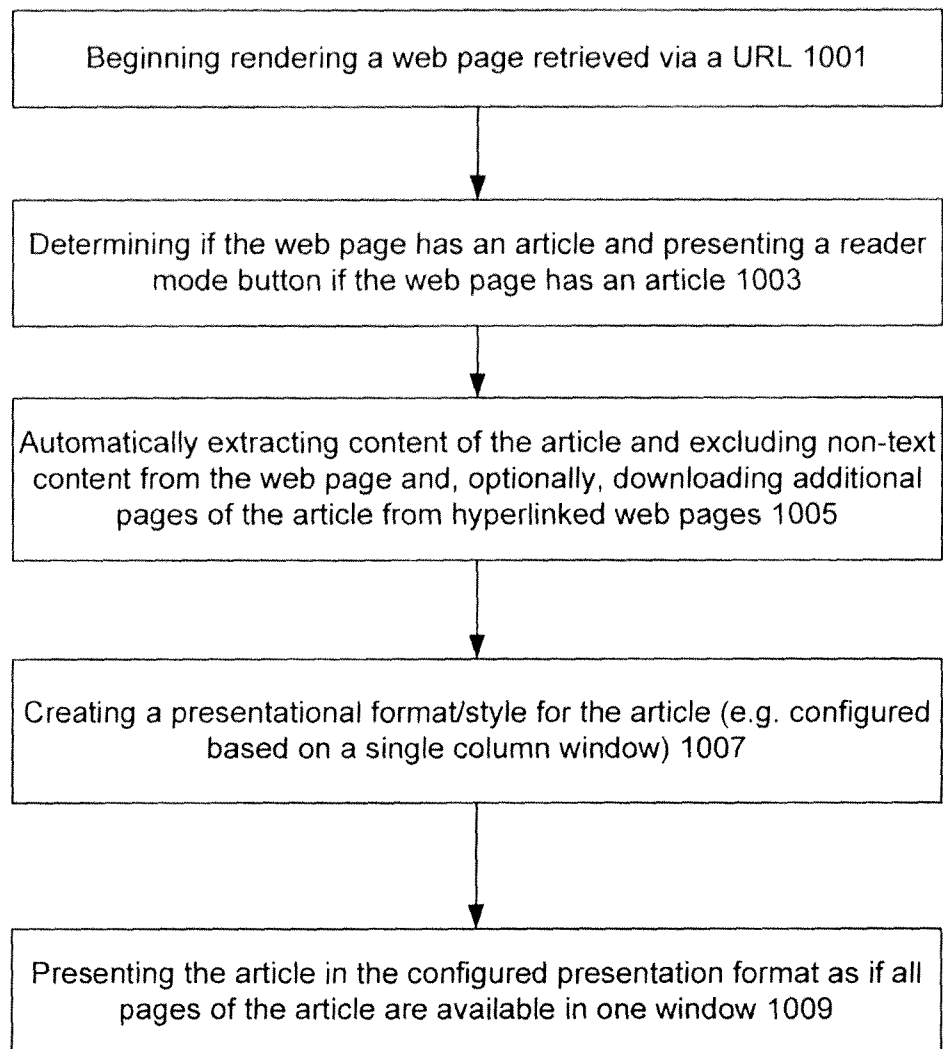 Beginning rendering a web page retrieved via a URL 1001
Determining if the web page has an article and presenting a reader
mode button if the web page has an article 1003
Automatically extracting content of the article and excluding non-text
content from the web page and, optionally, downloading additional
pages of the article from hyperlinked web pages 1005
Creating a presentational format/style for the article (e.g. configured
based on a single column window) 1007
Presenting the article in the configured presentation format as if all
pages of the article are available in one window 1009